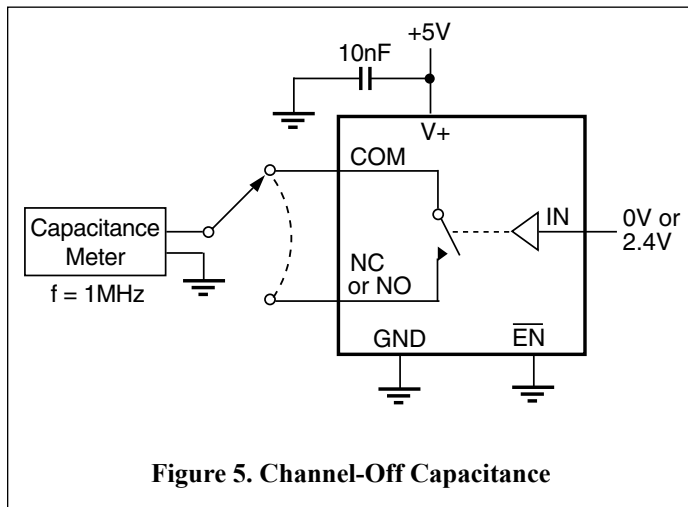 +5V
10nF
V+
COM
IN
0V or
2.4V
Capacitance
Meter
f = 1MHz
NC
or NO
GND
E̅N̅
Figure 5. Channel-Off Capacitance